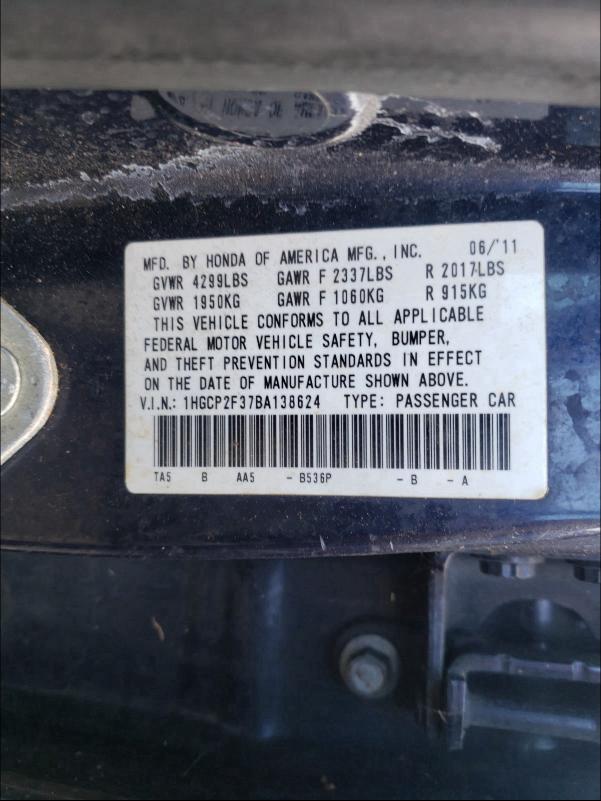 MFD. BY HONDA OF AMERICA MFG., INC. 06/'11
GVWR 4299LBS GAWR F 2337LBS R 2017LBS
GVWR 1950KG GAWR F 1060KG R 915KG
THIS VEHICLE CONFORMS TO ALL APPLICABLE
FEDERAL MOTOR VEHICLE SAFETY, BUMPER,
AND THEFT PREVENTION STANDARDS IN EFFECT
ON THE DATE OF MANUFACTURE SHOWN ABOVE.
V.I.N.: 1HGCP2F37BA138624 TYPE: PASSENGER CAR
TA5 B AA5 - B536P - B - A